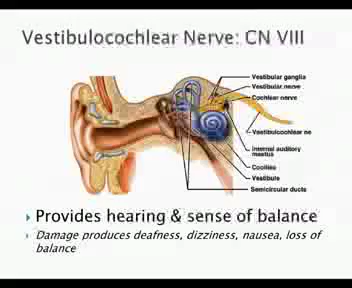 Vestibulocochlear Nerve: CN VIII
Vestibular ganglia
Vestibular nerve
Cochlear nerve
Vestibulocochlear ne
Internal auditory
meatus
Cochlea
Vestibule
Semicircular ducts
Provides hearing & sense of balance
Damage produces deafness, dizziness, nausea, loss of
balance